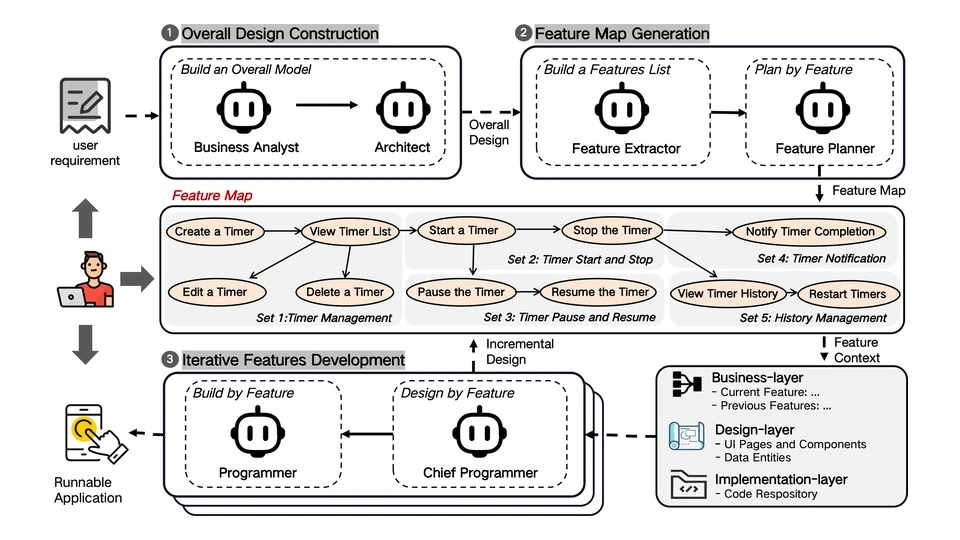 1 Overall Design Construction
2 Feature Map Generation
Build an Overall Model
Build a Features List
Plan by Feature
Business Analyst
Architect
Feature Extractor
Feature Planner
user
requirement
Overall
Design
Feature Map
Feature Map
Create a Timer
View Timer List
Start a Timer
Stop the Timer
Notify Timer Completion
Set 2: Timer Start and Stop
Set 4: Timer Notification
Edit a Timer
Delete a Timer
Pause the Timer
Resume the Timer
View Timer History
Restart Timers
Set 1:Timer Management
Set 3: Timer Pause and Resume
Set 5: History Management
3 Iterative Features Development
Incremental
Design
Feature
Context
Build by Feature
Design by Feature
Programmer
Chief Programmer
Business-layer
- Current Feature: ...
- Previous Features: ...
Design-layer
- UI Pages and Components
- Data Entities
Implementation-layer
- Code Respository
Runnable
Application